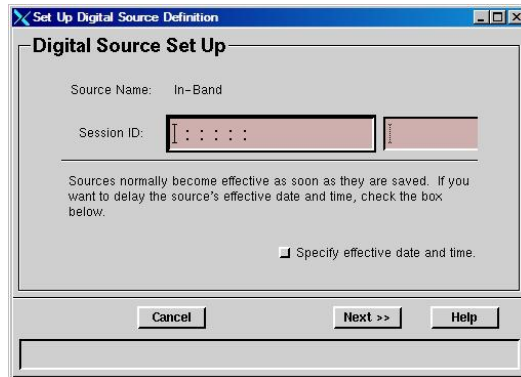 Set Up Digital Source Definition
Digital Source Set Up
Source Name: In-Band
Session ID: : : : : :
Sources normally become effective as soon as they are saved. If you
want to delay the source's effective date and time, check the box
below.
Specify effective date and time.
Cancel Next >> Help